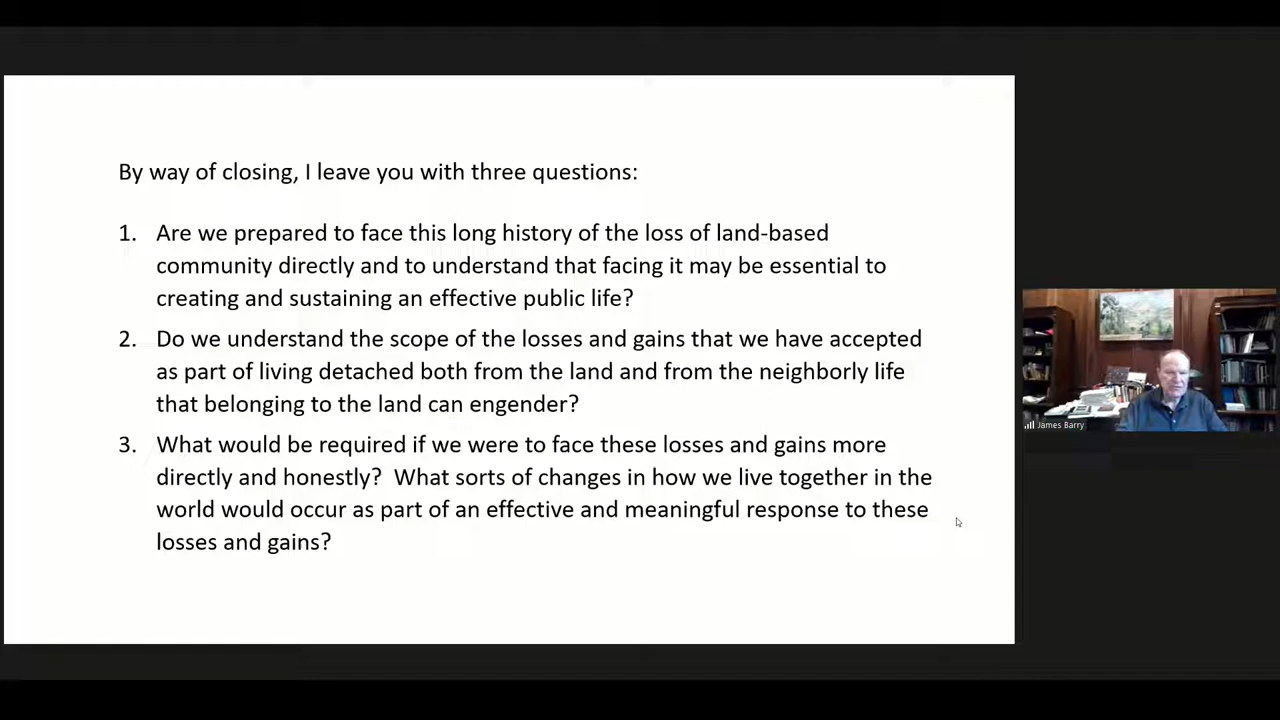 By way of closing, I leave you with three questions:
1. Are we prepared to face this long history of the loss of land-based
community directly and to understand that facing it may be essential to
creating and sustaining an effective public life?
2. Do we understand the scope of the losses and gains that we have accepted
as part of living detached both from the land and from the neighborly life
that belonging to the land can engender?
3. What would be required if we were to face these losses and gains more
directly and honestly?  What sorts of changes in how we live together in the
world would occur as part of an effective and meaningful response to these
losses and gains?
James Barry